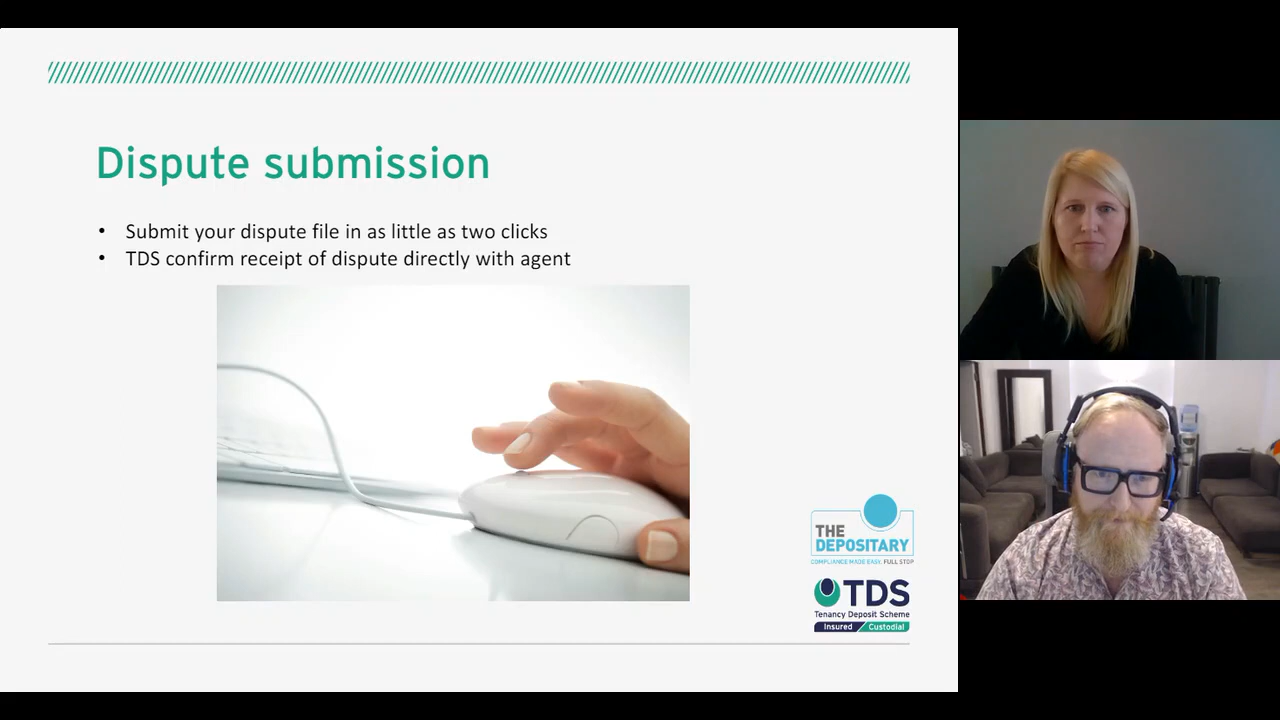 Dispute submission
• Submit your dispute file in as little as two clicks
• TDS confirm receipt of dispute directly with agent
THE
DEPOSITARY
COMPLIANCE MADE EASY. FULL STOP
TDS
Tenancy Deposit Scheme
Insured Custodial